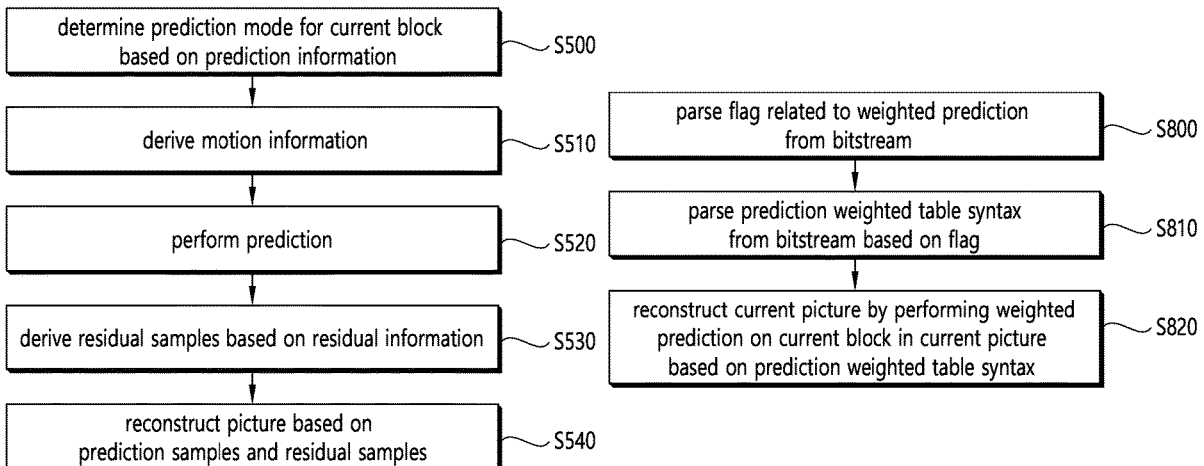 determine prediction mode for current block
based on prediction information
S500
derive motion information
S510
perform prediction
S520
derive residual samples based on residual information
S530
reconstruct picture based on
prediction samples and residual samples
S540
parse flag related to weighted prediction
from bitstream
S800
parse prediction weighted table syntax
from bitstream based on flag
S810
reconstruct current picture by performing weighted
prediction on current block in current picture
based on prediction weighted table syntax
S820